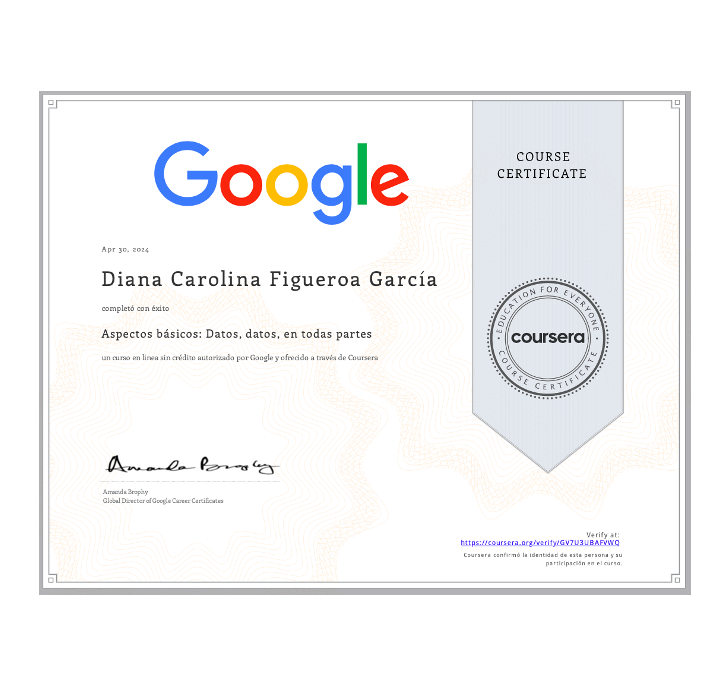 Google
COURSE
CERTIFICATE
Apr 30, 2024
Diana Carolina Figueroa García
completó con éxito
Aspectos básicos: Datos, datos, en todas partes
un curso en línea sin crédito autorizado por Google y ofrecido a través de Coursera
EDUCATION FOR EVERYONE
coursera
COURSE CERTIFICATE
Amanda Brophy
Amanda Brophy
Global Director of Google Career Certificates
Verify at:
https://coursera.org/verify/GV7U3UBAFVWQ
Coursera confirmó la identidad de esta persona y su
participación en el curso.